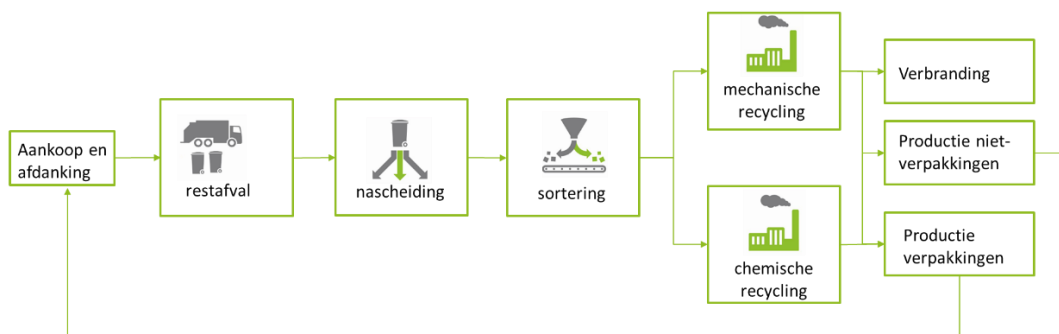 Aankoop en
afdanking
restafval
nascheiding
sortering
mechanische
recycling
chemische
recycling
Verbranding
Productie niet-
verpakkingen
Productie
verpakkingen